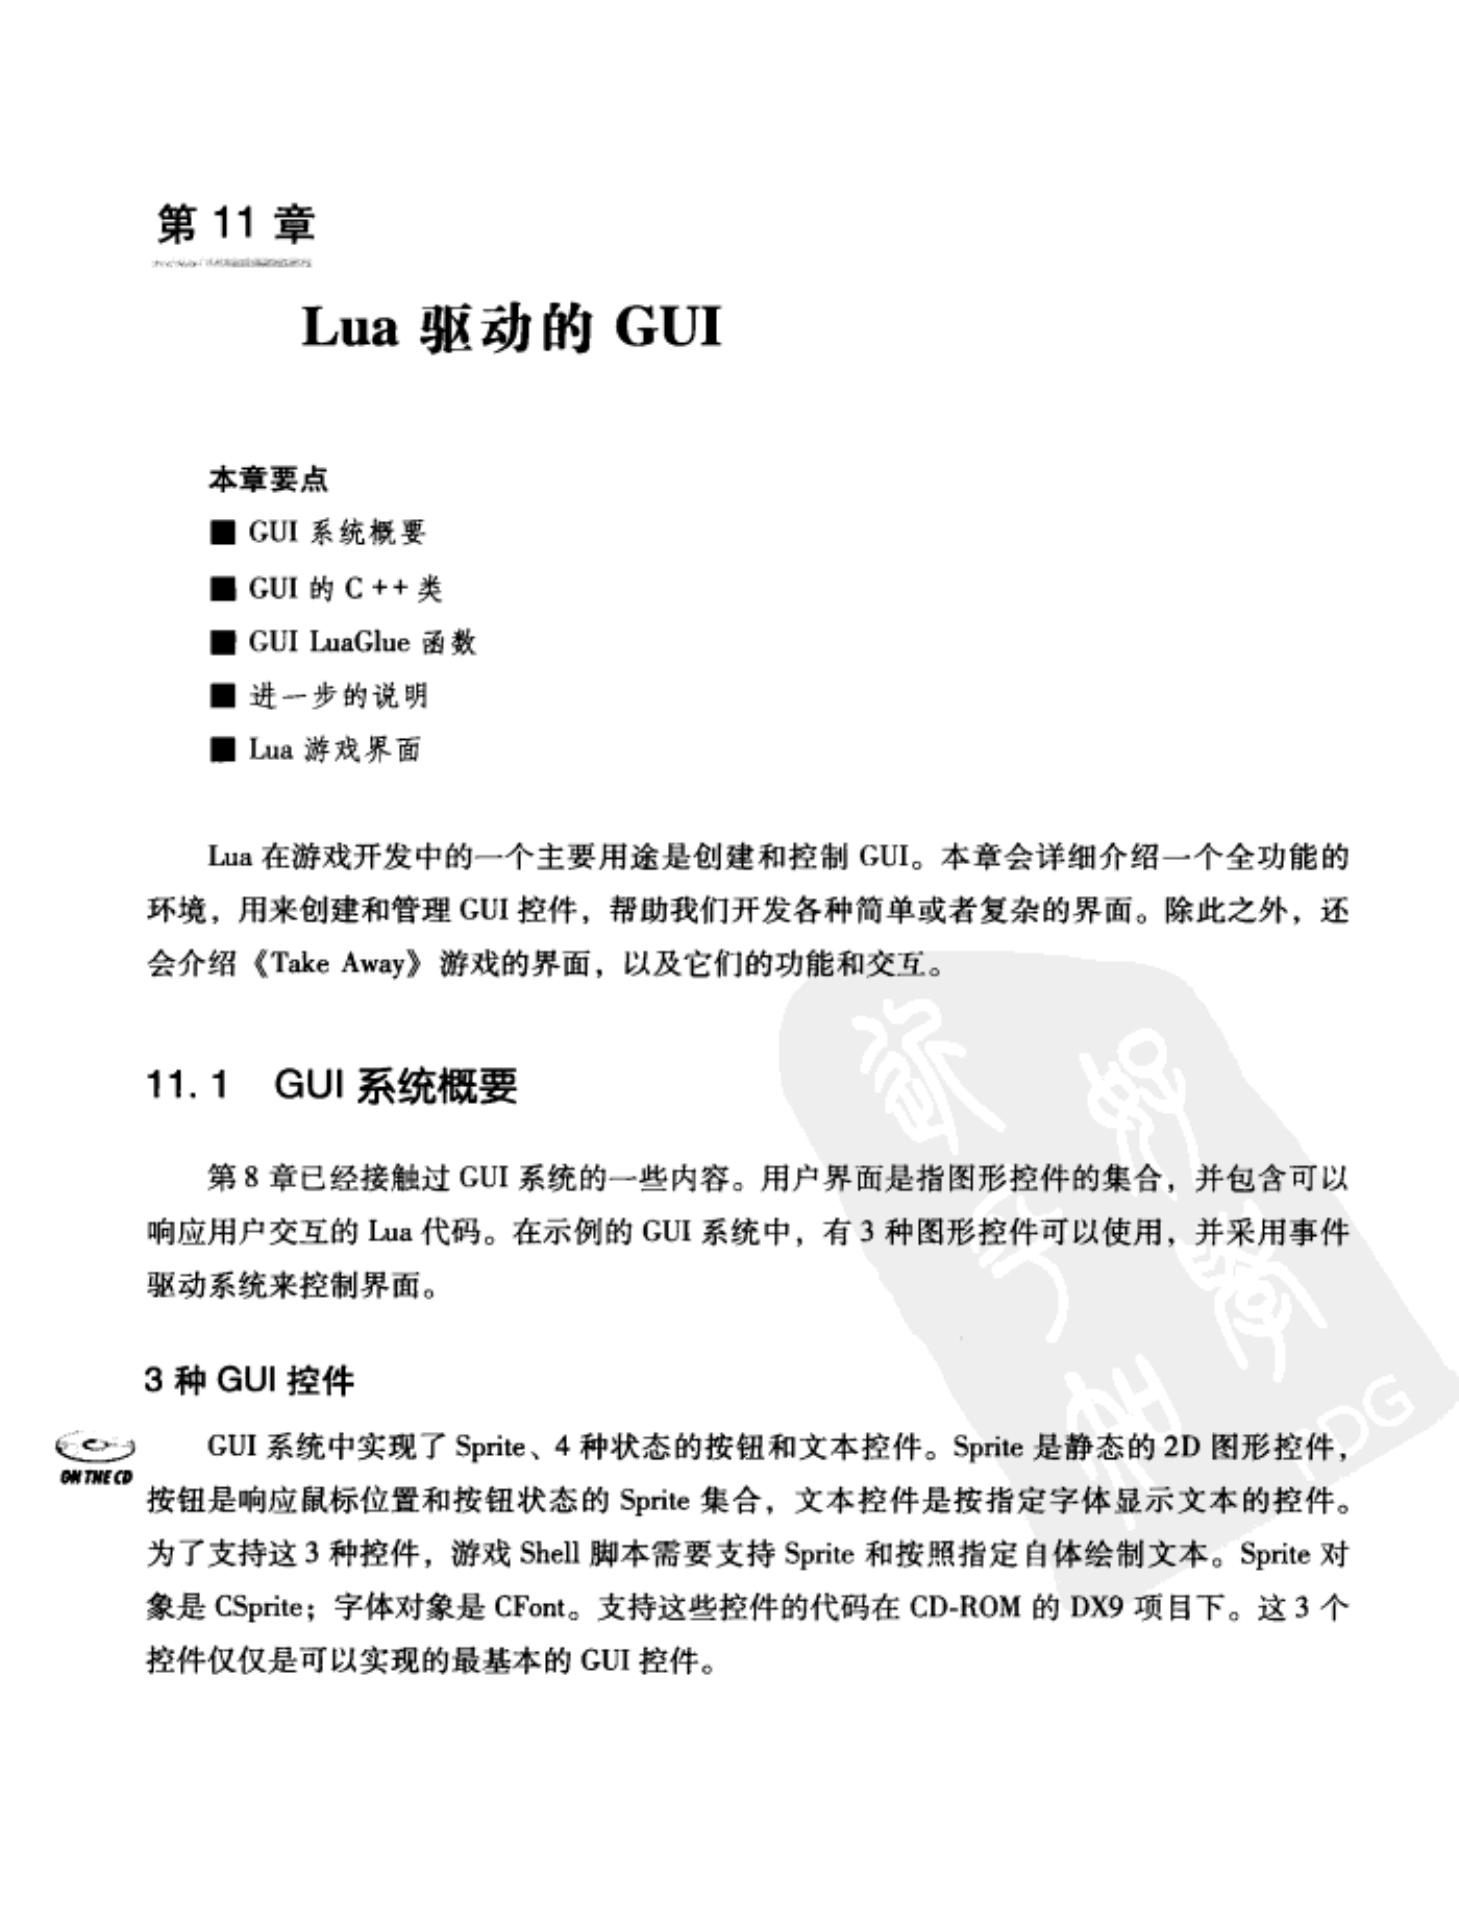 第 11 章
Lua 驱动的 GUI
本章要点
■ GUI 系统概要
■ GUI 的 C++ 类
■ GUI LuaGlue 函数
■ 进一步的说明
■ Lua 游戏界面
Lua 在游戏开发中的一个主要用途是创建和控制 GUI。本章会详细介绍一个全功能的
环境，用来创建和管理 GUI 控件，帮助我们开发各种简单或者复杂的界面。除此之外，还
会介绍《Take Away》游戏的界面，以及它们的功能和交互。
11.1 GUI 系统概要
第 8 章已经接触过 GUI 系统的一些内容。用户界面是指图形控件的集合，并包含可以
响应用户交互的 Lua 代码。在示例的 GUI 系统中，有 3 种图形控件可以使用，并采用事件
驱动系统来控制界面。
3 种 GUI 控件
ON THE CD
GUI 系统中实现了 Sprite、4 种状态的按钮和文本控件。Sprite 是静态的 2D 图形控件，
按钮是响应鼠标位置和按钮状态的 Sprite 集合，文本控件是按指定字体显示文本的控件。
为了支持这 3 种控件，游戏 Shell 脚本需要支持 Sprite 和按照指定自体绘制文本。Sprite 对
象是 CSprite；字体对象是 CFont。支持这些控件的代码在 CD-ROM 的 DX9 项目下。这 3 个
控件仅仅是可以实现的最基本的 GUI 控件。